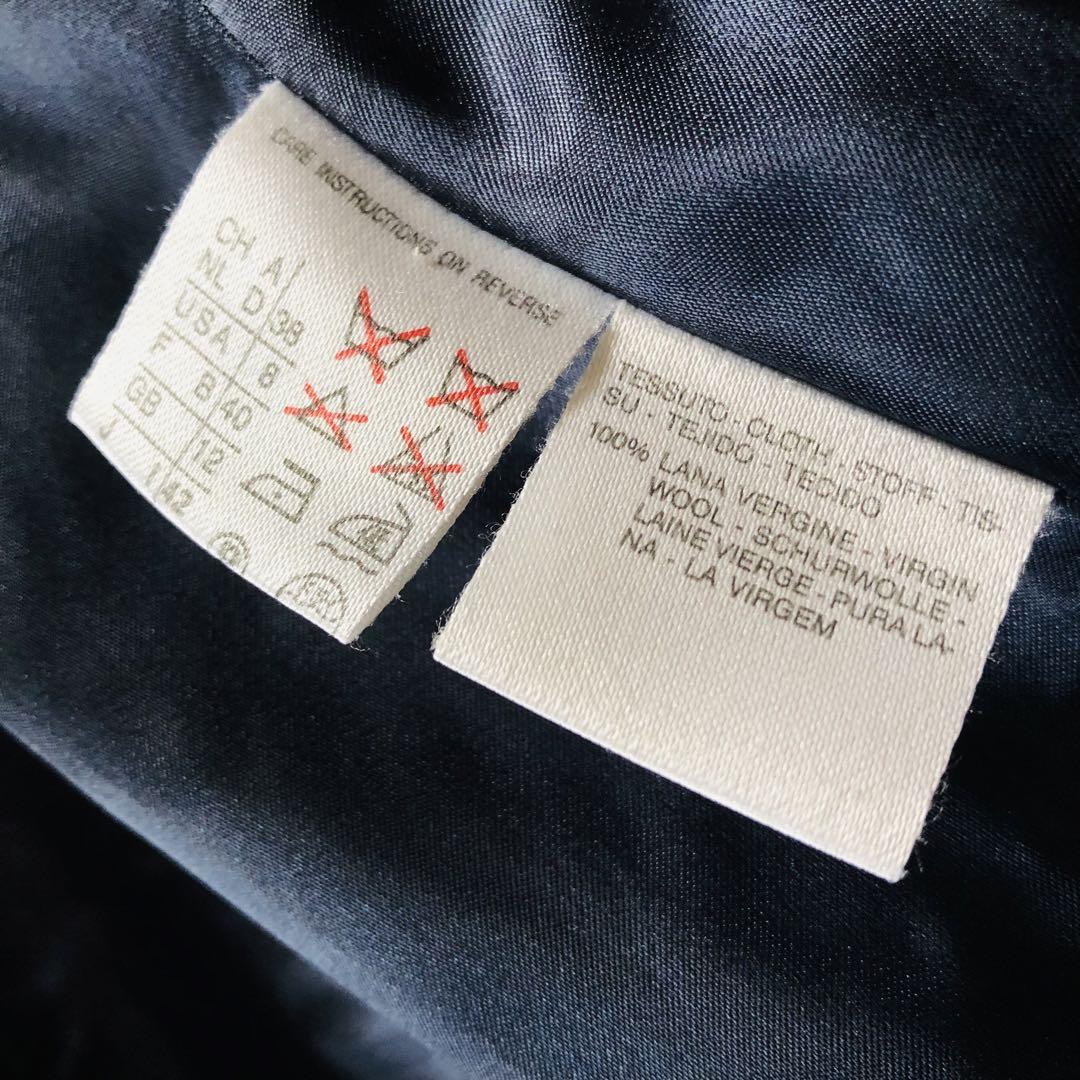 CARE INSTRUCTIONS ON REVERSE
CH A I
NL D 38
USA 8
F B 40
GB 12
J 42
TESSUTO - CLOTH - STOFF - TIS-
SU - TEJIDO - TECIDO
100% LANA VERGINE - VIRGIN
WOOL - SCHURWOLLE -
LAINE VIERGE - PURA LA-
NA - LA VIRGEM